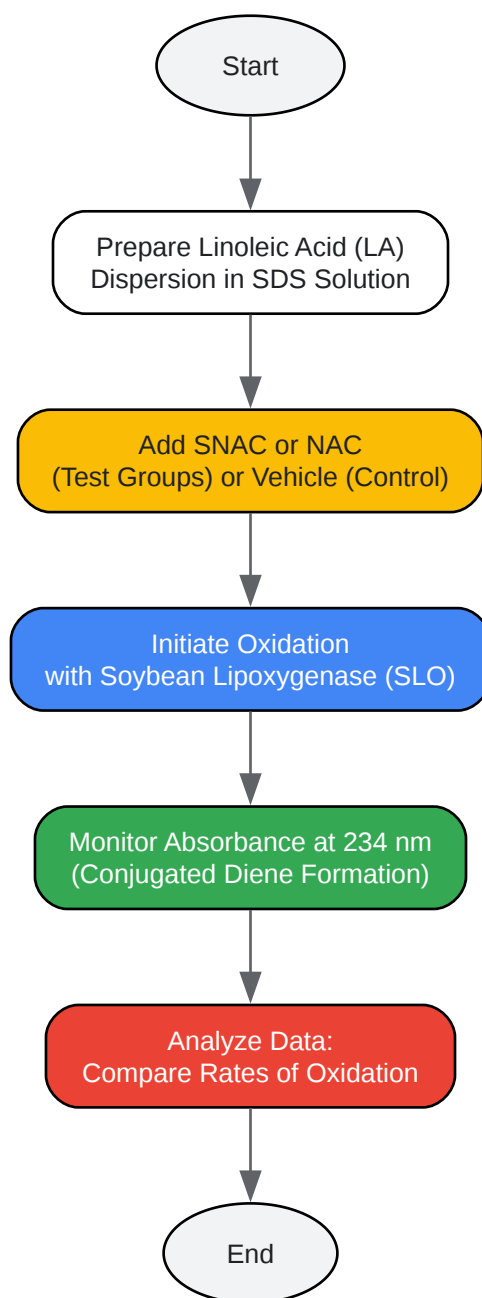 Start
Prepare Linoleic Acid (LA)
Dispersion in SDS Solution
Add SNAC or NAC
(Test Groups) or Vehicle (Control)
Initiate Oxidation
with Soybean Lipoxygenase (SLO)
Monitor Absorbance at 234 nm
(Conjugated Diene Formation)
Analyze Data:
Compare Rates of Oxidation
End